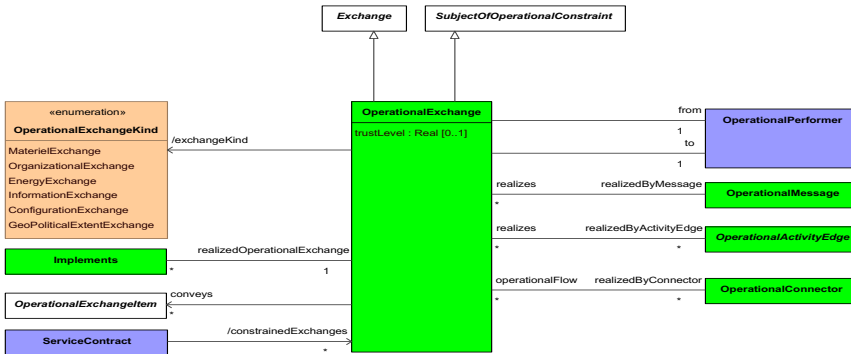 Exchange
SubjectOfOperationalConstraint
«enumeration»
OperationalExchangeKind
MaterielExchange
OrganizationalExchange
EnergyExchange
InformationExchange
ConfigurationExchange
GeoPoliticalExtentExchange
/exchangeKind
OperationalExchange
trustLevel : Real [0..1]
from
1
to
1
OperationalPerformer
realizes
realizedByMessage
*
OperationalMessage
realizes
realizedByActivityEdge
*
*
OperationalActivityEdge
operationalFlow
realizedByConnector
*
*
OperationalConnector
Implements
realizedOperationalExchange
*
1
OperationalExchangeItem
conveys
*
ServiceContract
/constrainedExchanges
*